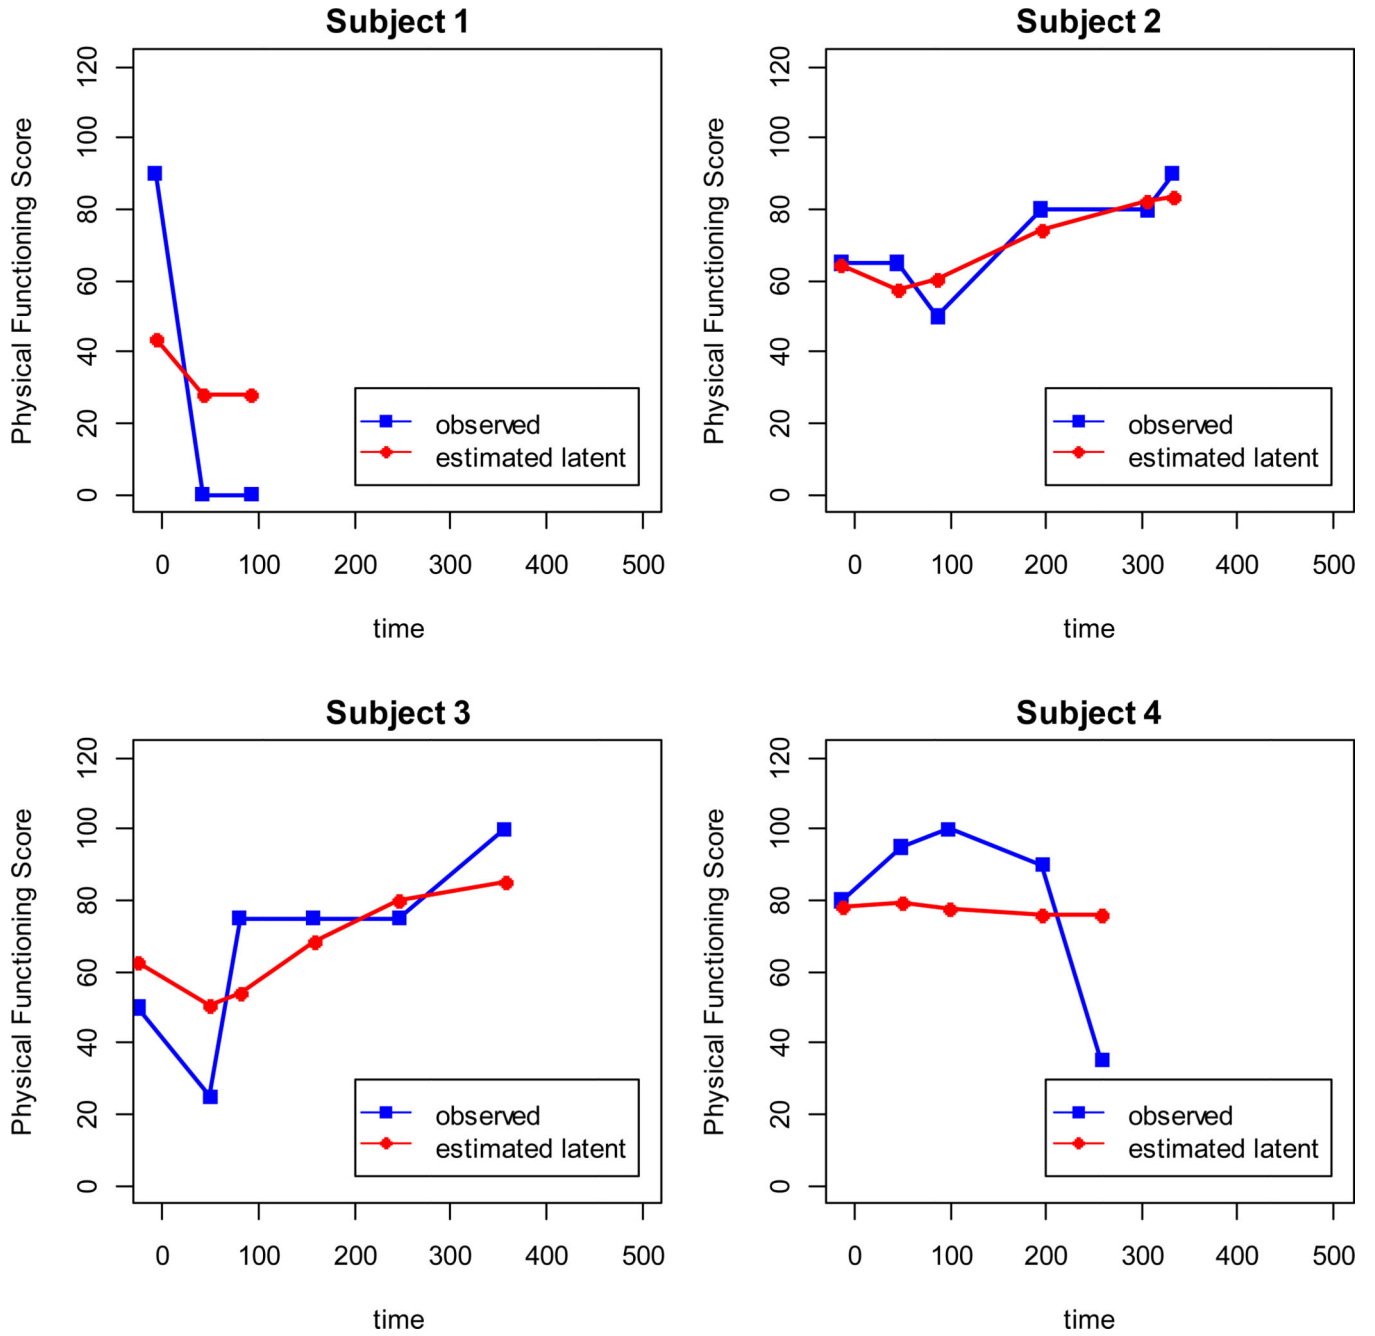 Subject 1
Physical Functioning Score
120
100
80
60
40
20
0
observed
estimated latent
0 100 200 300 400 500
time
Subject 2
Physical Functioning Score
120
100
80
60
40
20
0
observed
estimated latent
0 100 200 300 400 500
time
Subject 3
Physical Functioning Score
120
100
80
60
40
20
0
observed
estimated latent
0 100 200 300 400 500
time
Subject 4
Physical Functioning Score
120
100
80
60
40
20
0
observed
estimated latent
0 100 200 300 400 500
time